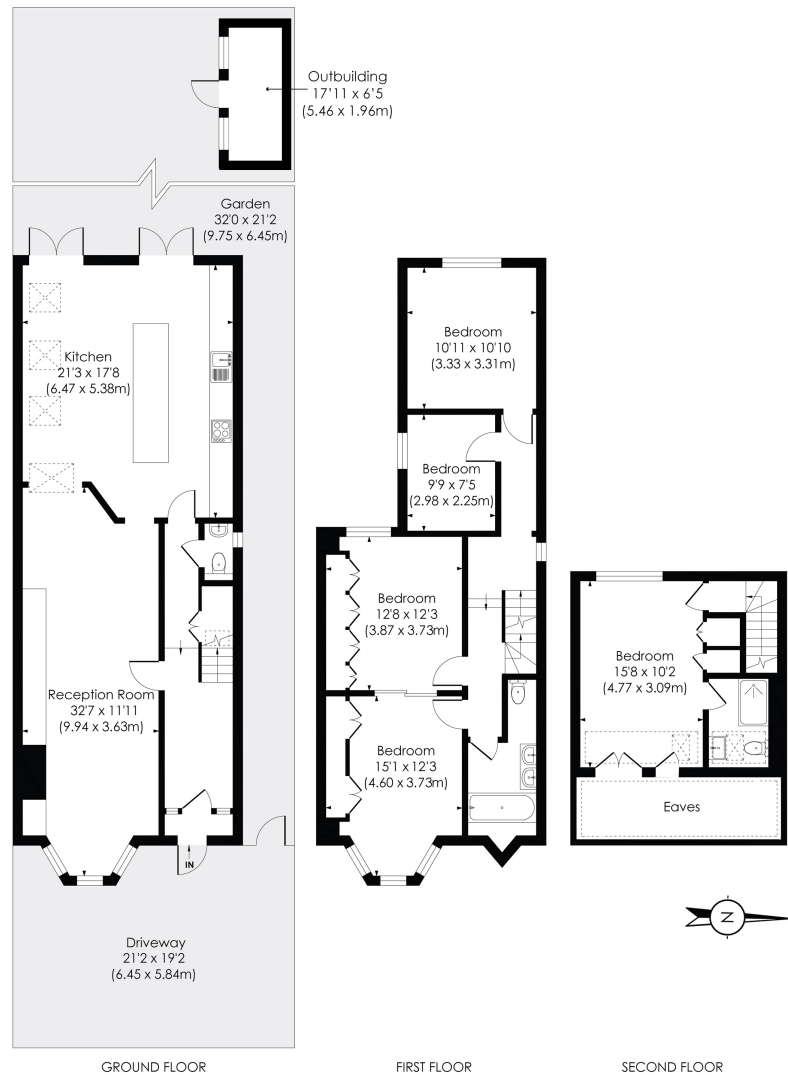 Outbuilding
17'11 x 6'5
(5.46 x 1.96m)
Garden
32'0 x 21'2
(9.75 x 6.45m)
Kitchen
21'3 x 17'8
(6.47 x 5.38m)
Reception Room
32'7 x 11'11
(9.94 x 3.63m)
IN
Driveway
21'2 x 19'2
(6.45 x 5.84m)
GROUND FLOOR
Bedroom
10'11 x 10'10
(3.33 x 3.31m)
Bedroom
9'9 x 7'5
(2.98 x 2.25m)
Bedroom
12'8 x 12'3
(3.87 x 3.73m)
Bedroom
15'1 x 12'3
(4.60 x 3.73m)
FIRST FLOOR
Bedroom
15'8 x 10'2
(4.77 x 3.09m)
Eaves
N
SECOND FLOOR